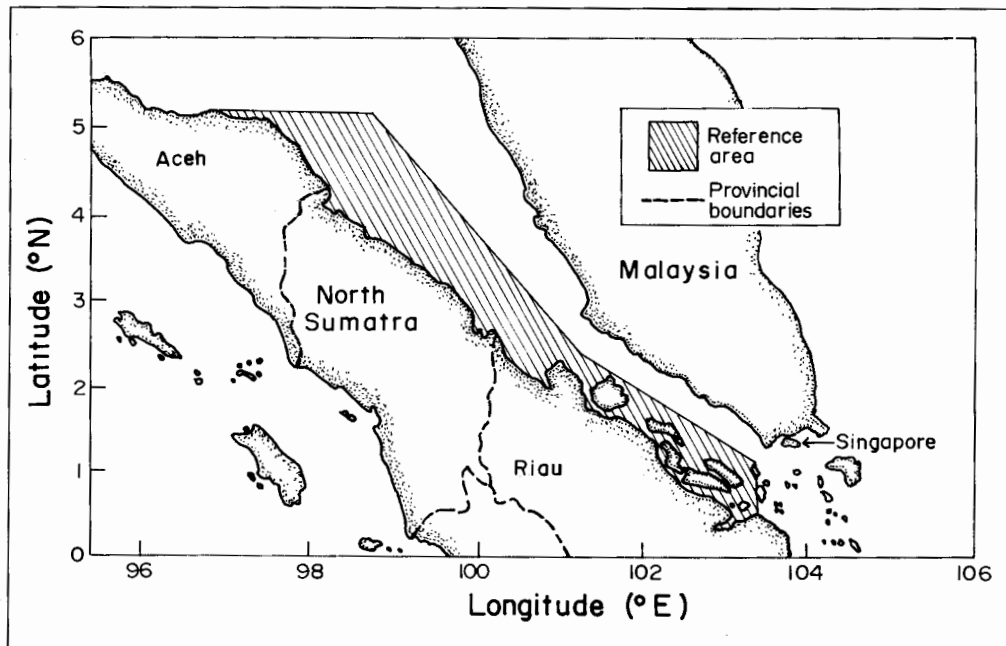 6
5
4
3
2
1
0
Latitude (°N)
96
98
100
102
104
106
Longitude (°E)
Aceh
North
Sumatra
Riau
Malaysia
Singapore
Reference
area
Provincial
boundaries